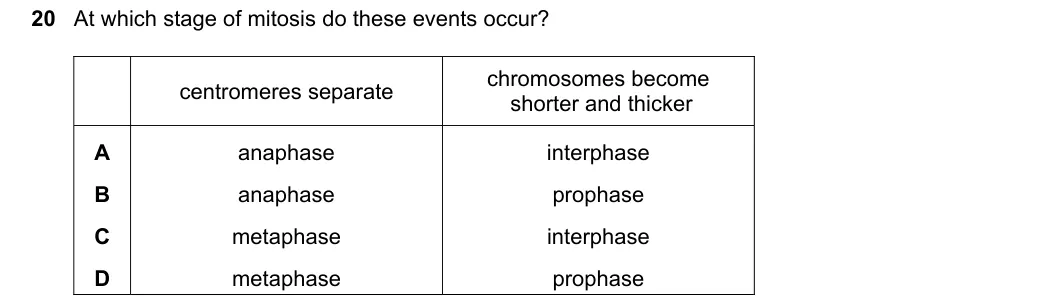 20 At which stage of mitosis do these events occur?
centromeres separate
chromosomes become
shorter and thicker
A anaphase interphase
B anaphase prophase
C metaphase interphase
D metaphase prophase